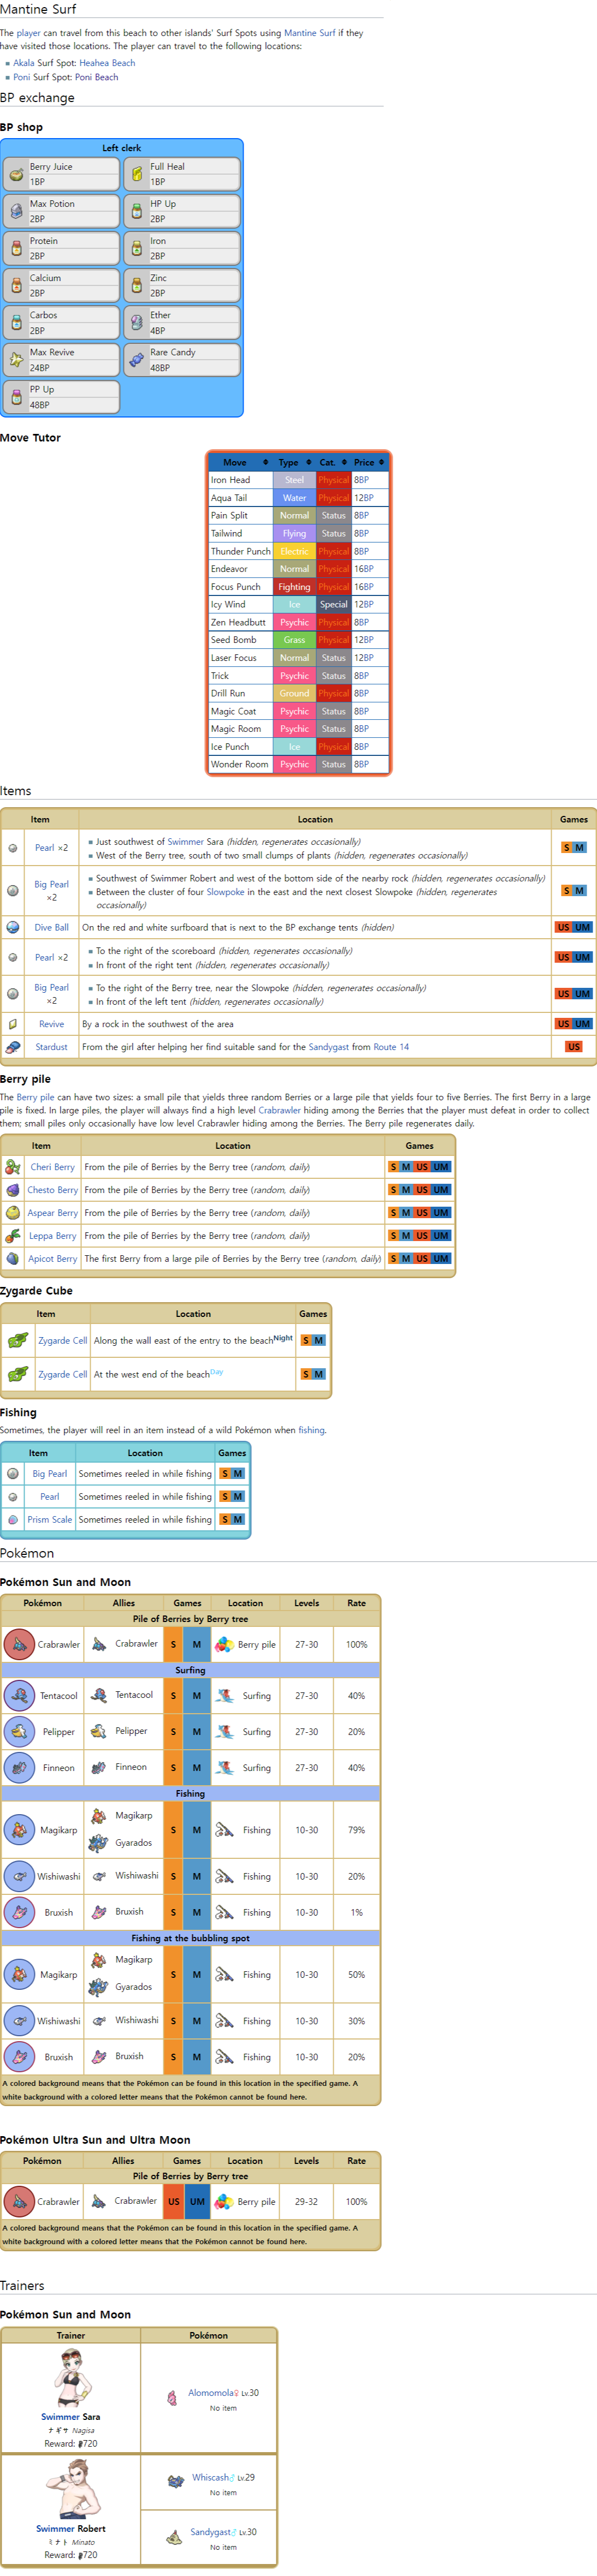 Mantine Surf
The player can travel from this beach to other islands' Surf Spots using Mantine Surf if they
have visited those locations. The player can travel to the following locations:
Akala Surf Spot: Heahea Beach
Poni Surf Spot: Poni Beach
BP exchange
BP shop
Left clerk
Berry Juice Full Heal
1BP 1BP
Max Potion HP Up
2BP 2BP
Protein Iron
2BP 2BP
Calcium Zinc
2BP 2BP
Carbos Ether
2BP 4BP
Max Revive Rare Candy
24BP 48BP
PP Up
48BP
Move Tutor
Move Type Cat. Price
Iron Head Steel Physical 8BP
Aqua Tail Water Physical 12BP
Pain Split Normal Status 8BP
Tailwind Flying Status 8BP
Thunder Punch Electric Physical 8BP
Endeavor Normal Physical 16BP
Focus Punch Fighting Physical 16BP
Icy Wind Ice Special 12BP
Zen Headbutt Psychic Physical 8BP
Seed Bomb Grass Physical 12BP
Laser Focus Normal Status 12BP
Trick Psychic Status 8BP
Drill Run Ground Physical 8BP
Magic Coat Psychic Status 8BP
Magic Room Psychic Status 8BP
Ice Punch Ice Physical 8BP
Wonder Room Psychic Status 8BP
Items
Item Location Games
Pearl ×2 Just southwest of Swimmer Sara (hidden, regenerates occasionally) S M
West of the Berry tree, south of two small clumps of plants (hidden, regenerates occasionally)
Big Pearl ×2 Southwest of Swimmer Robert and west of the bottom side of the nearby rock (hidden, regenerates occasionally) S M
Between the cluster of four Slowpoke in the east and the next closest Slowpoke (hidden, regenerates
occasionally)
Dive Ball On the red and white surfboard that is next to the BP exchange tents (hidden) US UM
Pearl ×2 To the right of the scoreboard (hidden, regenerates occasionally) US UM
In front of the right tent (hidden, regenerates occasionally)
Big Pearl ×2 To the right of the Berry tree, near the Slowpoke (hidden, regenerates occasionally) US UM
In front of the left tent (hidden, regenerates occasionally)
Revive By a rock in the southwest of the area US UM
Stardust From the girl after helping her find suitable sand for the Sandygast from Route 14 US
Berry pile
The Berry pile can have two sizes: a small pile that yields three random Berries or a large pile that yields four to five Berries. The first Berry in a large
pile is fixed. In large piles, the player will always find a high level Crabrawler hiding among the Berries that the player must defeat in order to collect
them; small piles only occasionally have low level Crabrawler hiding among the Berries. The Berry pile regenerates daily.
Item Location Games
Cheri Berry From the pile of Berries by the Berry tree (random, daily) S M US UM
Chesto Berry From the pile of Berries by the Berry tree (random, daily) S M US UM
Aspear Berry From the pile of Berries by the Berry tree (random, daily) S M US UM
Leppa Berry From the pile of Berries by the Berry tree (random, daily) S M US UM
Apicot Berry The first Berry from a large pile of Berries by the Berry tree (random, daily) S M US UM
Zygarde Cube
Item Location Games
Zygarde Cell Along the wall east of the entry to the beachNight S M
Zygarde Cell At the west end of the beachDay S M
Fishing
Sometimes, the player will reel in an item instead of a wild Pokémon when fishing.
Item Location Games
Big Pearl Sometimes reeled in while fishing S M
Pearl Sometimes reeled in while fishing S M
Prism Scale Sometimes reeled in while fishing S M
Pokémon
Pokémon Sun and Moon
Pokémon Allies Games Location Levels Rate
Pile of Berries by Berry tree
Crabrawler Crabrawler S M Berry pile 27-30 100%
Surfing
Tentacool Tentacool S M Surfing 27-30 40%
Pelipper Pelipper S M Surfing 27-30 20%
Finneon Finneon S M Surfing 27-30 40%
Fishing
Magikarp Magikarp Gyarados S M Fishing 10-30 79%
Wishiwashi Wishiwashi S M Fishing 10-30 20%
Bruxish Bruxish S M Fishing 10-30 1%
Fishing at the bubbling spot
Magikarp Magikarp Gyarados S M Fishing 10-30 50%
Wishiwashi Wishiwashi S M Fishing 10-30 30%
Bruxish Bruxish S M Fishing 10-30 20%
A colored background means that the Pokémon can be found in this location in the specified game. A
white background with a colored letter means that the Pokémon cannot be found here.
Pokémon Ultra Sun and Ultra Moon
Pokémon Allies Games Location Levels Rate
Pile of Berries by Berry tree
Crabrawler Crabrawler US UM Berry pile 29-32 100%
A colored background means that the Pokémon can be found in this location in the specified game. A
white background with a colored letter means that the Pokémon cannot be found here.
Trainers
Pokémon Sun and Moon
Trainer Pokémon
Alomomola♀ Lv.30
No item
Swimmer Sara
ナギサ Nagisa
Reward: 720
Whiscash♂ Lv.29
No item
Sandygast♂ Lv.30
No item
Swimmer Robert
ミナト Minato
Reward: 720